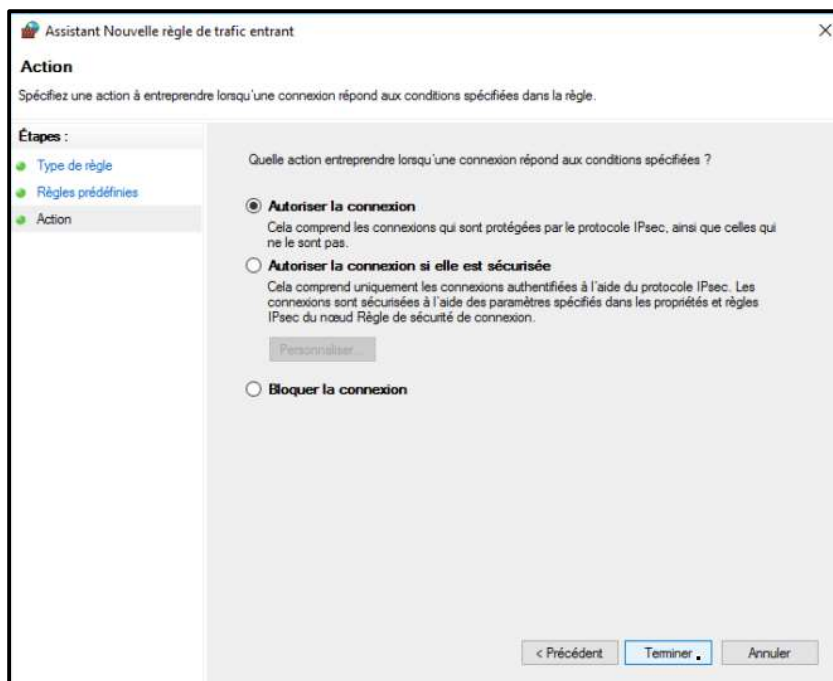 Assistant Nouvelle règle de trafic entrant
Action
Spécifiez une action à entreprendre lorsqu'une connexion répond aux conditions spécifiées dans la règle.
Étapes :
Type de règle
Règles prédéfinies
Action
Quelle action entreprendre lorsqu'une connexion répond aux conditions spécifiées ?
Autoriser la connexion
Cela comprend les connexions qui sont protégées par le protocole IPsec, ainsi que celles qui
ne le sont pas.
Autoriser la connexion si elle est sécurisée
Cela comprend uniquement les connexions authentifiées à l'aide du protocole IPsec. Les
connexions sont sécurisées à l'aide des paramètres spécifiés dans les propriétés et règles
IPsec du nœud Règle de sécurité de connexion.
Personnaliser...
Bloquer la connexion
< Précédent
Terminer
Annuler